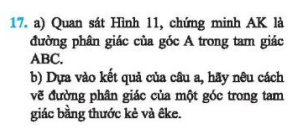 17. a) Quan sát Hình 11, chứng minh AK là
đường phân giác của góc A trong tam giác
ABC.
b) Dựa vào kết quả của câu a, hãy nêu cách
vẽ đường phân giác của một góc trong tam
giác bằng thước kẻ và êke.